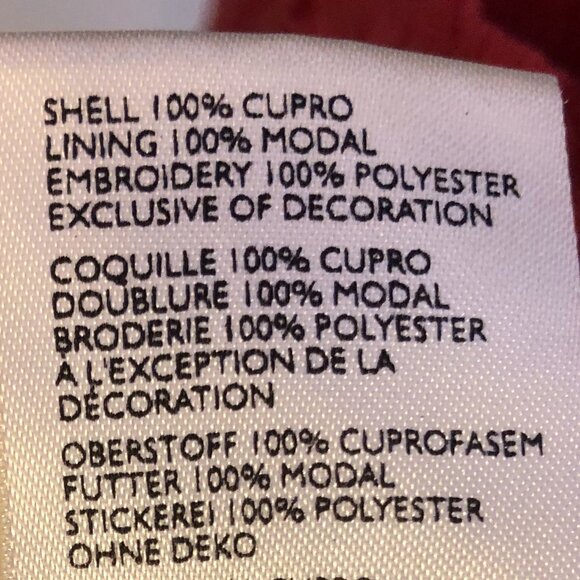 SHELL 100% CUPRO
LINING 100% MODAL
EMBROIDERY 100% POLYESTER
EXCLUSIVE OF DECORATION
COQUILLE 100% CUPRO
DOUBLURE 100% MODAL
BRODERIE 100% POLYESTER
À L'EXCEPTION DE LA
DÉCORATION
OBERSTOFF 100% CUPROFASEM
FUTTER 100% MODAL
STICKEREI 100% POLYESTER
OHNE DEKO
CUPRO